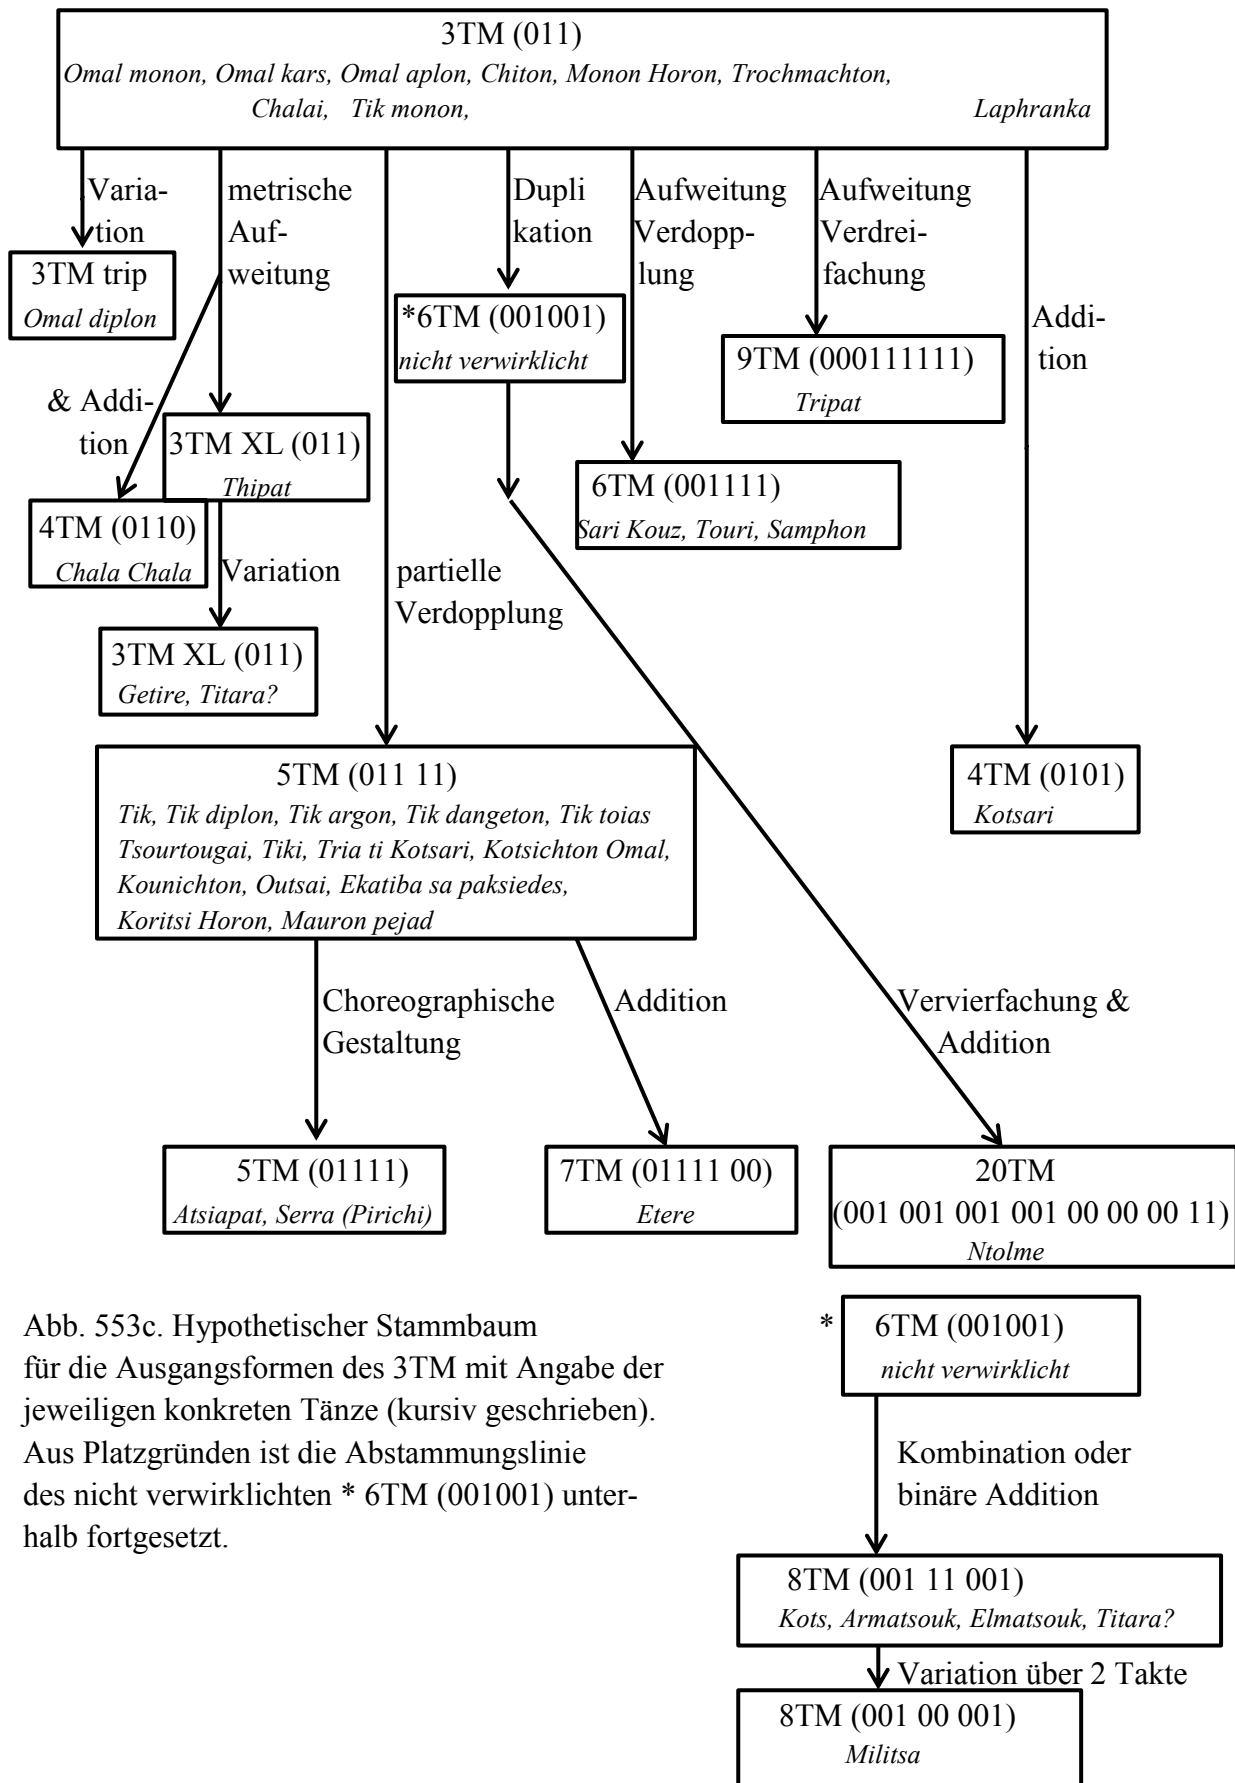 3TM (011)
Omal monon, Omal kars, Omal aplon, Chiton, Monon Horon, Trochmachton,
Chalai, Tik monon, Laphranka
Varia-
tion
metrische
Auf-
weitung
Dupli
kation
Aufweitung
Verdopp-
lung
Aufweitung
Verdrei-
fachung
Addi-
tion
3TM trip
Omal diplon
*6TM (001001)
nicht verwirklicht
9TM (000111111)
Tripat
& Addi-
tion
3TM XL (011)
Thipat
6TM (001111)
Sari Kouz, Touri, Samphon
4TM (0110)
Chala Chala
Variation
partielle
Verdopplung
3TM XL (011)
Getire, Titara?
5TM (011 11)
Tik, Tik diplon, Tik argon, Tik dangeton, Tik toias
Tsourtougai, Tiki, Tria ti Kotsari, Kotsichton Omal,
Kounichton, Outsai, Ekatiba sa paksiedes,
Koritsi Horon, Mauron pejad
4TM (0101)
Kotsari
Choreographische
Gestaltung
Addition
Vervierfachung &
Addition
5TM (01111)
Atsiapat, Serra (Pirichi)
7TM (01111 00)
Etere
20TM
(001 001 001 001 00 00 00 11)
Ntolme
Abb. 553c. Hypothetischer Stammbaum
für die Ausgangsformen des 3TM mit Angabe der
jeweiligen konkreten Tänze (kursiv geschrieben).
Aus Platzgründen ist die Abstammungslinie
des nicht verwirklichten * 6TM (001001) unter-
halb fortgesetzt.
* 6TM (001001)
nicht verwirklicht
Kombination oder
binäre Addition
8TM (001 11 001)
Kots, Armatsouk, Elmatsouk, Titara?
Variation über 2 Takte
8TM (001 00 001)
Militsa